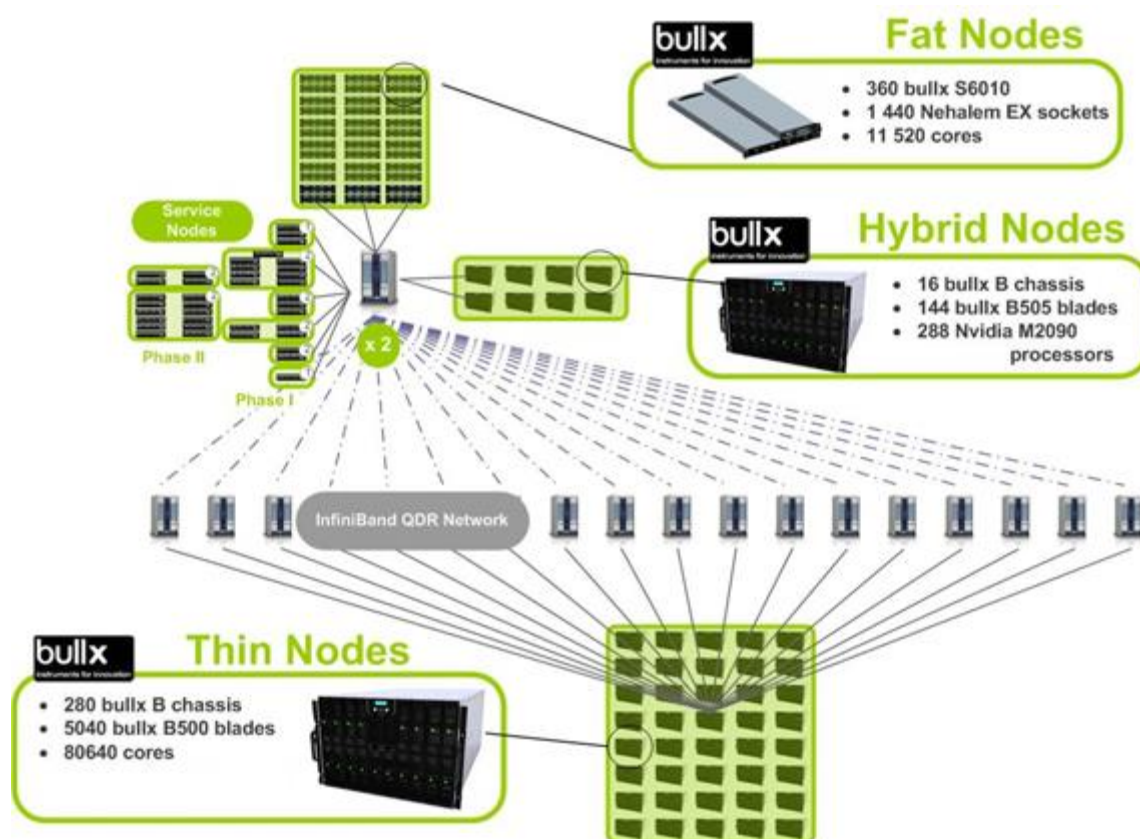 bullx
instruments for innovation
Fat Nodes
• 360 bullx S6010
• 1 440 Nehalem EX sockets
• 11 520 cores
Service
Nodes
Phase II
Phase I
x 2
bullx
instruments for innovation
Hybrid Nodes
• 16 bullx B chassis
• 144 bullx B505 blades
• 288 Nvidia M2090
processors
InfiniBand QDR Network
bullx
instruments for innovation
Thin Nodes
• 280 bullx B chassis
• 5040 bullx B500 blades
• 80640 cores